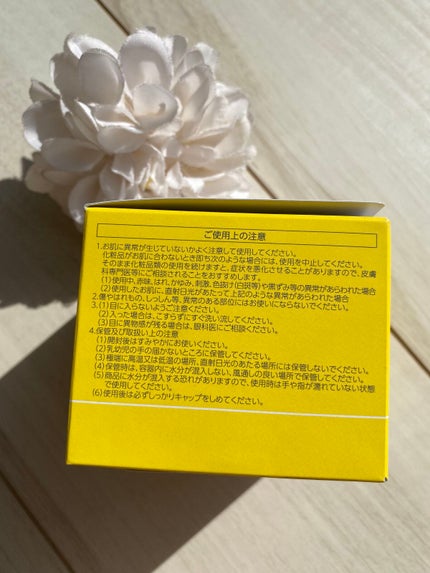 ご使用上の注意
1.お肌に異常が生じていないかよく注意して使用してください。
化粧品がお肌に合わないとき即ち次のような場合には、使用を中止してください。
そのまま化粧品類の使用を続けますと、症状を悪化させることがありますので、皮膚
科専門医等にご相談されることをおすすめします。
(1)使用中、赤味、はれ、かゆみ、刺激、色抜け(白斑等)や黒ずみ等の異常があらわれた場合
(2)使用したお肌に、直射日光があたって上記のような異常があらわれた場合
2.傷やはれもの、しっしん等、異常のある部位にはお使いにならないでください。
3.(1)目に入らないようご注意ください。
(2)入った場合は、こすらずにすぐ洗い流してください。
(3)目に異物感が残る場合は、眼科医にご相談ください。
4.保管及び取扱い上の注意
(1)開封後はすみやかにお使いください。
(2)乳幼児の手の届かないところに保管してください。
(3)極端に高温又は低温の場所、直射日光のあたる場所には保管しないでください。
(4)保管時は、容器内に水分が混入しない、風通しの良い場所で保管してください。
(5)商品に水分が混入する恐れがありますので、使用時は手や指が濡れていない状態
で使用してください。
(6)使用後は必ずしっかりキャップをしめてください。